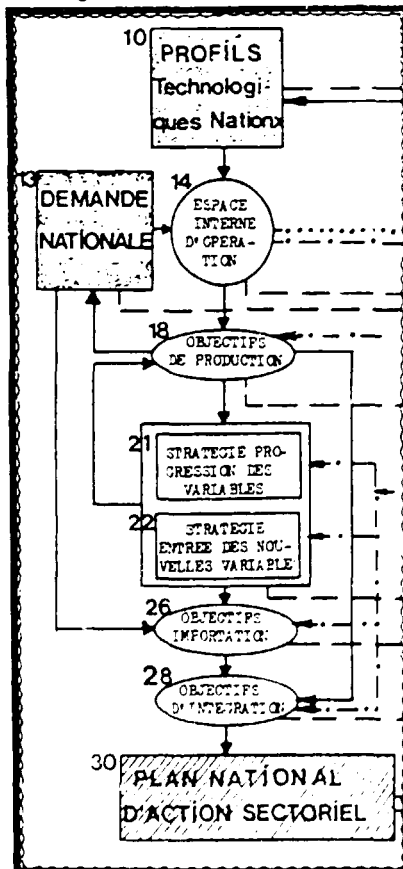 10
PROFILS
Technologi-
ques Nationx
13
DEMANDE
NATIONALE
14
ESPACE
INTERNE
D'OPERA-
TION
18
OBJECTIFS
DE PRODUCTION
21
STRATEGIE PRO-
GRESSION DES
VARIABLES
22
STRATEGIE
ENTREE DES NOU-
VELLES VARIABLE
26
OBJECTIFS
IMPORTATION
28
OBJECTIFS
D'INTEGRATION
30
PLAN NATIONAL
D'ACTION SECTORIEL